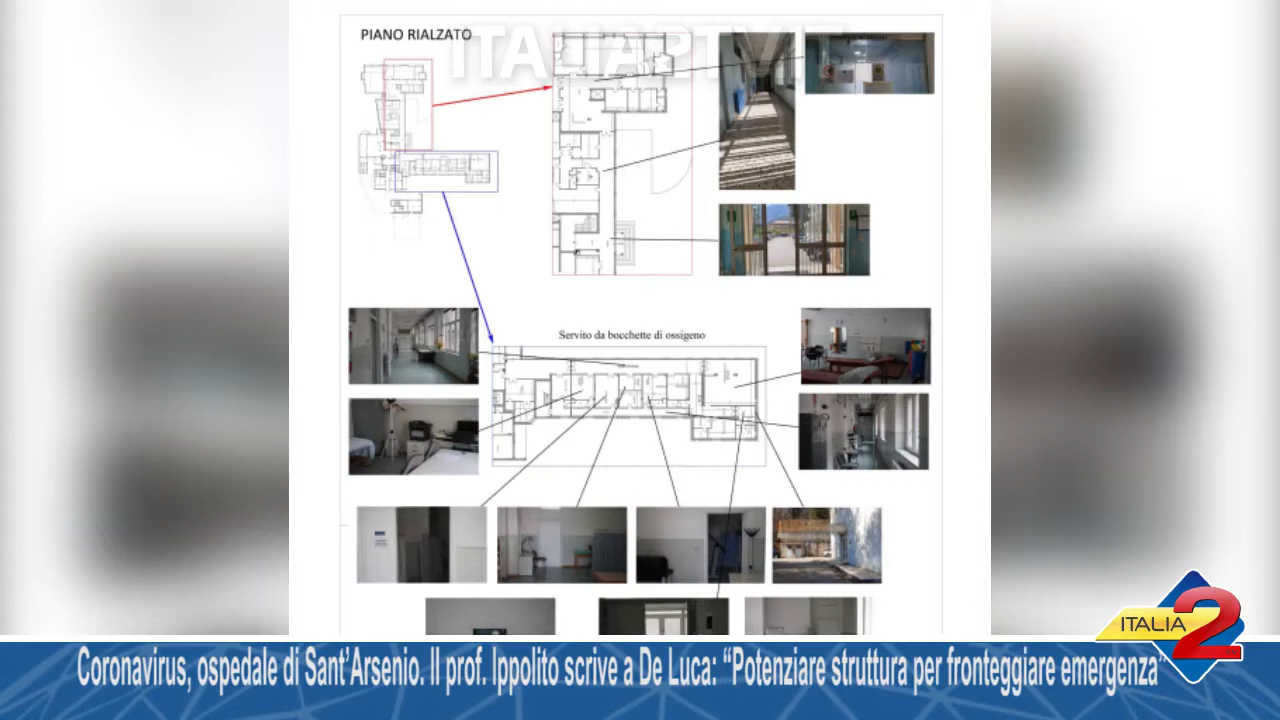 PIANO RIALZATO
ITALIA2TV.IT
Servito da bocchette di ossigeno
ITALIA 2
Coronavirus, ospedale di Sant'Arsenio. Il prof. Ippolito scrive a De Luca: “Potenziare struttura per fronteggiare emergenza”